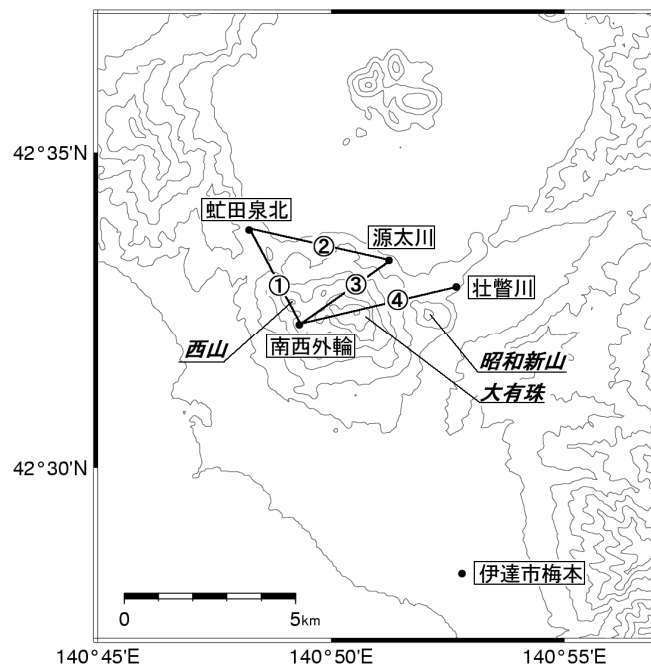 42°35'N
虻田泉北
源太川
②
①
③
④
壮瞥川
西山
南西外輪
昭和新山
大有珠
42°30'N
伊達市梅本
0
5km
140°45'E
140°50'E
140°55'E